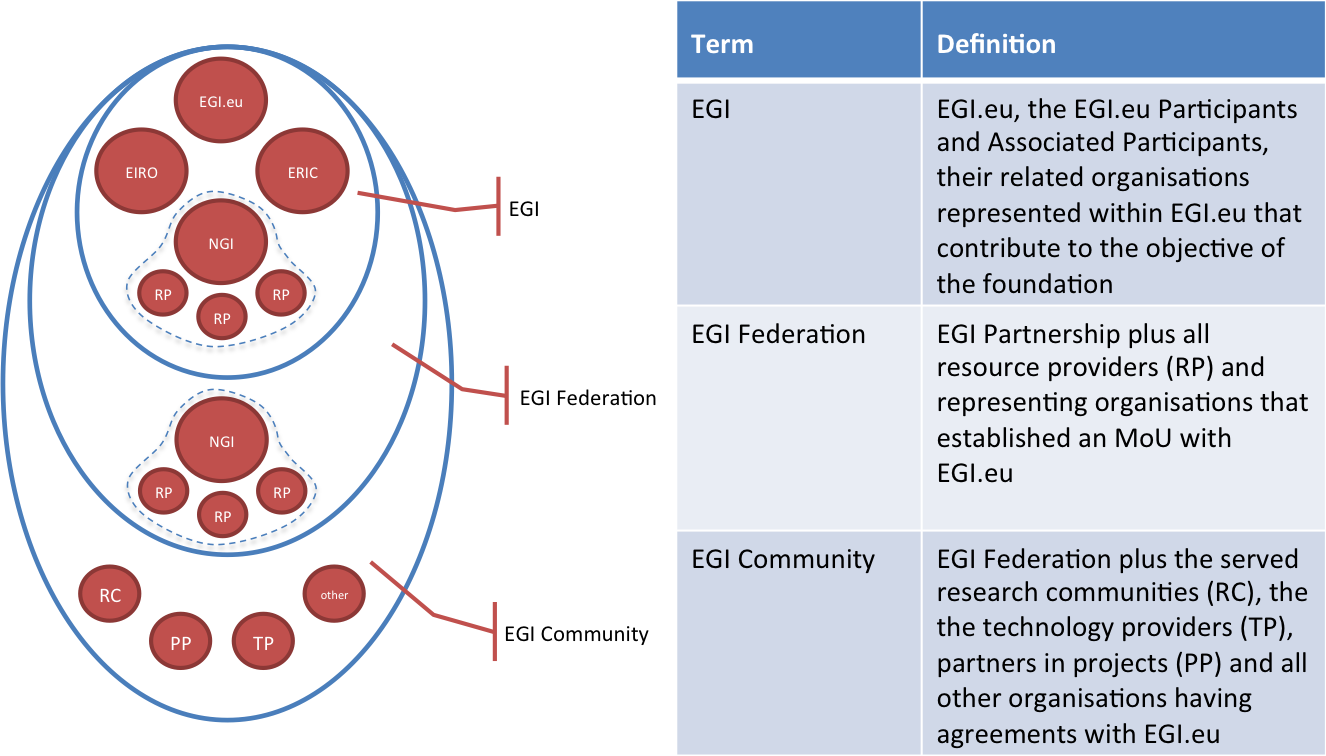 EGI.eu
EIRO
ERIC
NGI
RP
RP
RP
EGI
NGI
RP
RP
RP
EGI Federation
RC
PP
TP
other
EGI Community
Term
Definition
EGI
EGI.eu, the EGI.eu Participants
and Associated Participants,
their related organisations
represented within EGI.eu that
contribute to the objective of
the foundation
EGI Federation
EGI Partnership plus all
resource providers (RP) and
representing organisations that
established an MoU with
EGI.eu
EGI Community
EGI Federation plus the served
research communities (RC), the
the technology providers (TP),
partners in projects (PP) and all
other organisations having
agreements with EGI.eu